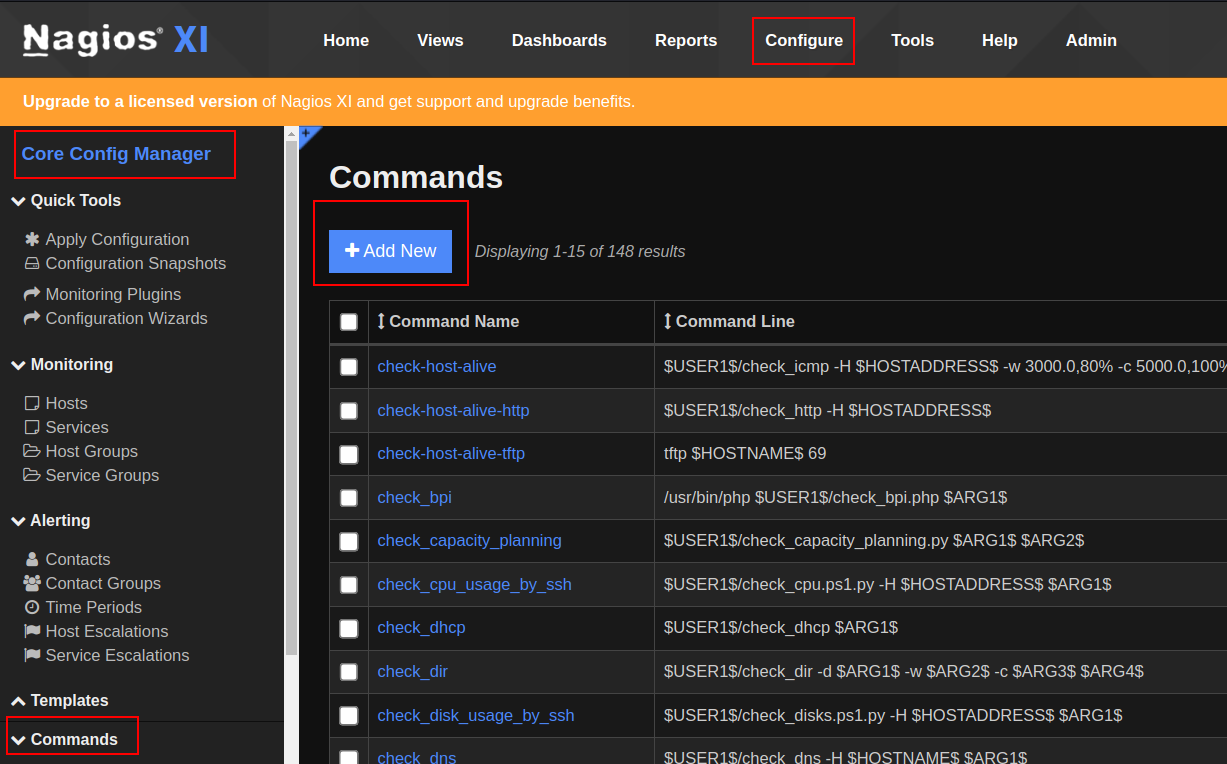 Nagios® XI
Home Views Dashboards Reports Configure Tools Help Admin
Upgrade to a licensed version of Nagios XI and get support and upgrade benefits.
Core Config Manager
Quick Tools
Apply Configuration
Configuration Snapshots
Monitoring Plugins
Configuration Wizards
Monitoring
Hosts
Services
Host Groups
Service Groups
Alerting
Contacts
Contact Groups
Time Periods
Host Escalations
Service Escalations
Templates
Commands
Commands
Add New Displaying 1-15 of 148 results
Command Name Command Line
check-host-alive $USER1$/check_icmp -H $HOSTADDRESS$ -w 3000.0,80% -c 5000.0,100%
check-host-alive-http $USER1$/check_http -H $HOSTADDRESS$
check-host-alive-tftp tftp $HOSTNAME$ 69
check_bpi /usr/bin/php $USER1$/check_bpi.php $ARG1$
check_capacity_planning $USER1$/check_capacity_planning.py $ARG1$ $ARG2$
check_cpu_usage_by_ssh $USER1$/check_cpu.ps1.py -H $HOSTADDRESS$ $ARG1$
check_dhcp $USER1$/check_dhcp $ARG1$
check_dir $USER1$/check_dir -d $ARG1$ -w $ARG2$ -c $ARG3$ $ARG4$
check_disk_usage_by_ssh $USER1$/check_disks.ps1.py -H $HOSTADDRESS$ $ARG1$
check_dns $USER1$/check_dns -H $HOSTNAME$ $ARG1$